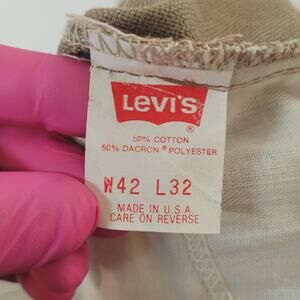 LEVI'S
®
50% COTTON
50% DACRON® POLYESTER
W42 L32
MADE IN U.S.A.
CARE ON REVERSE